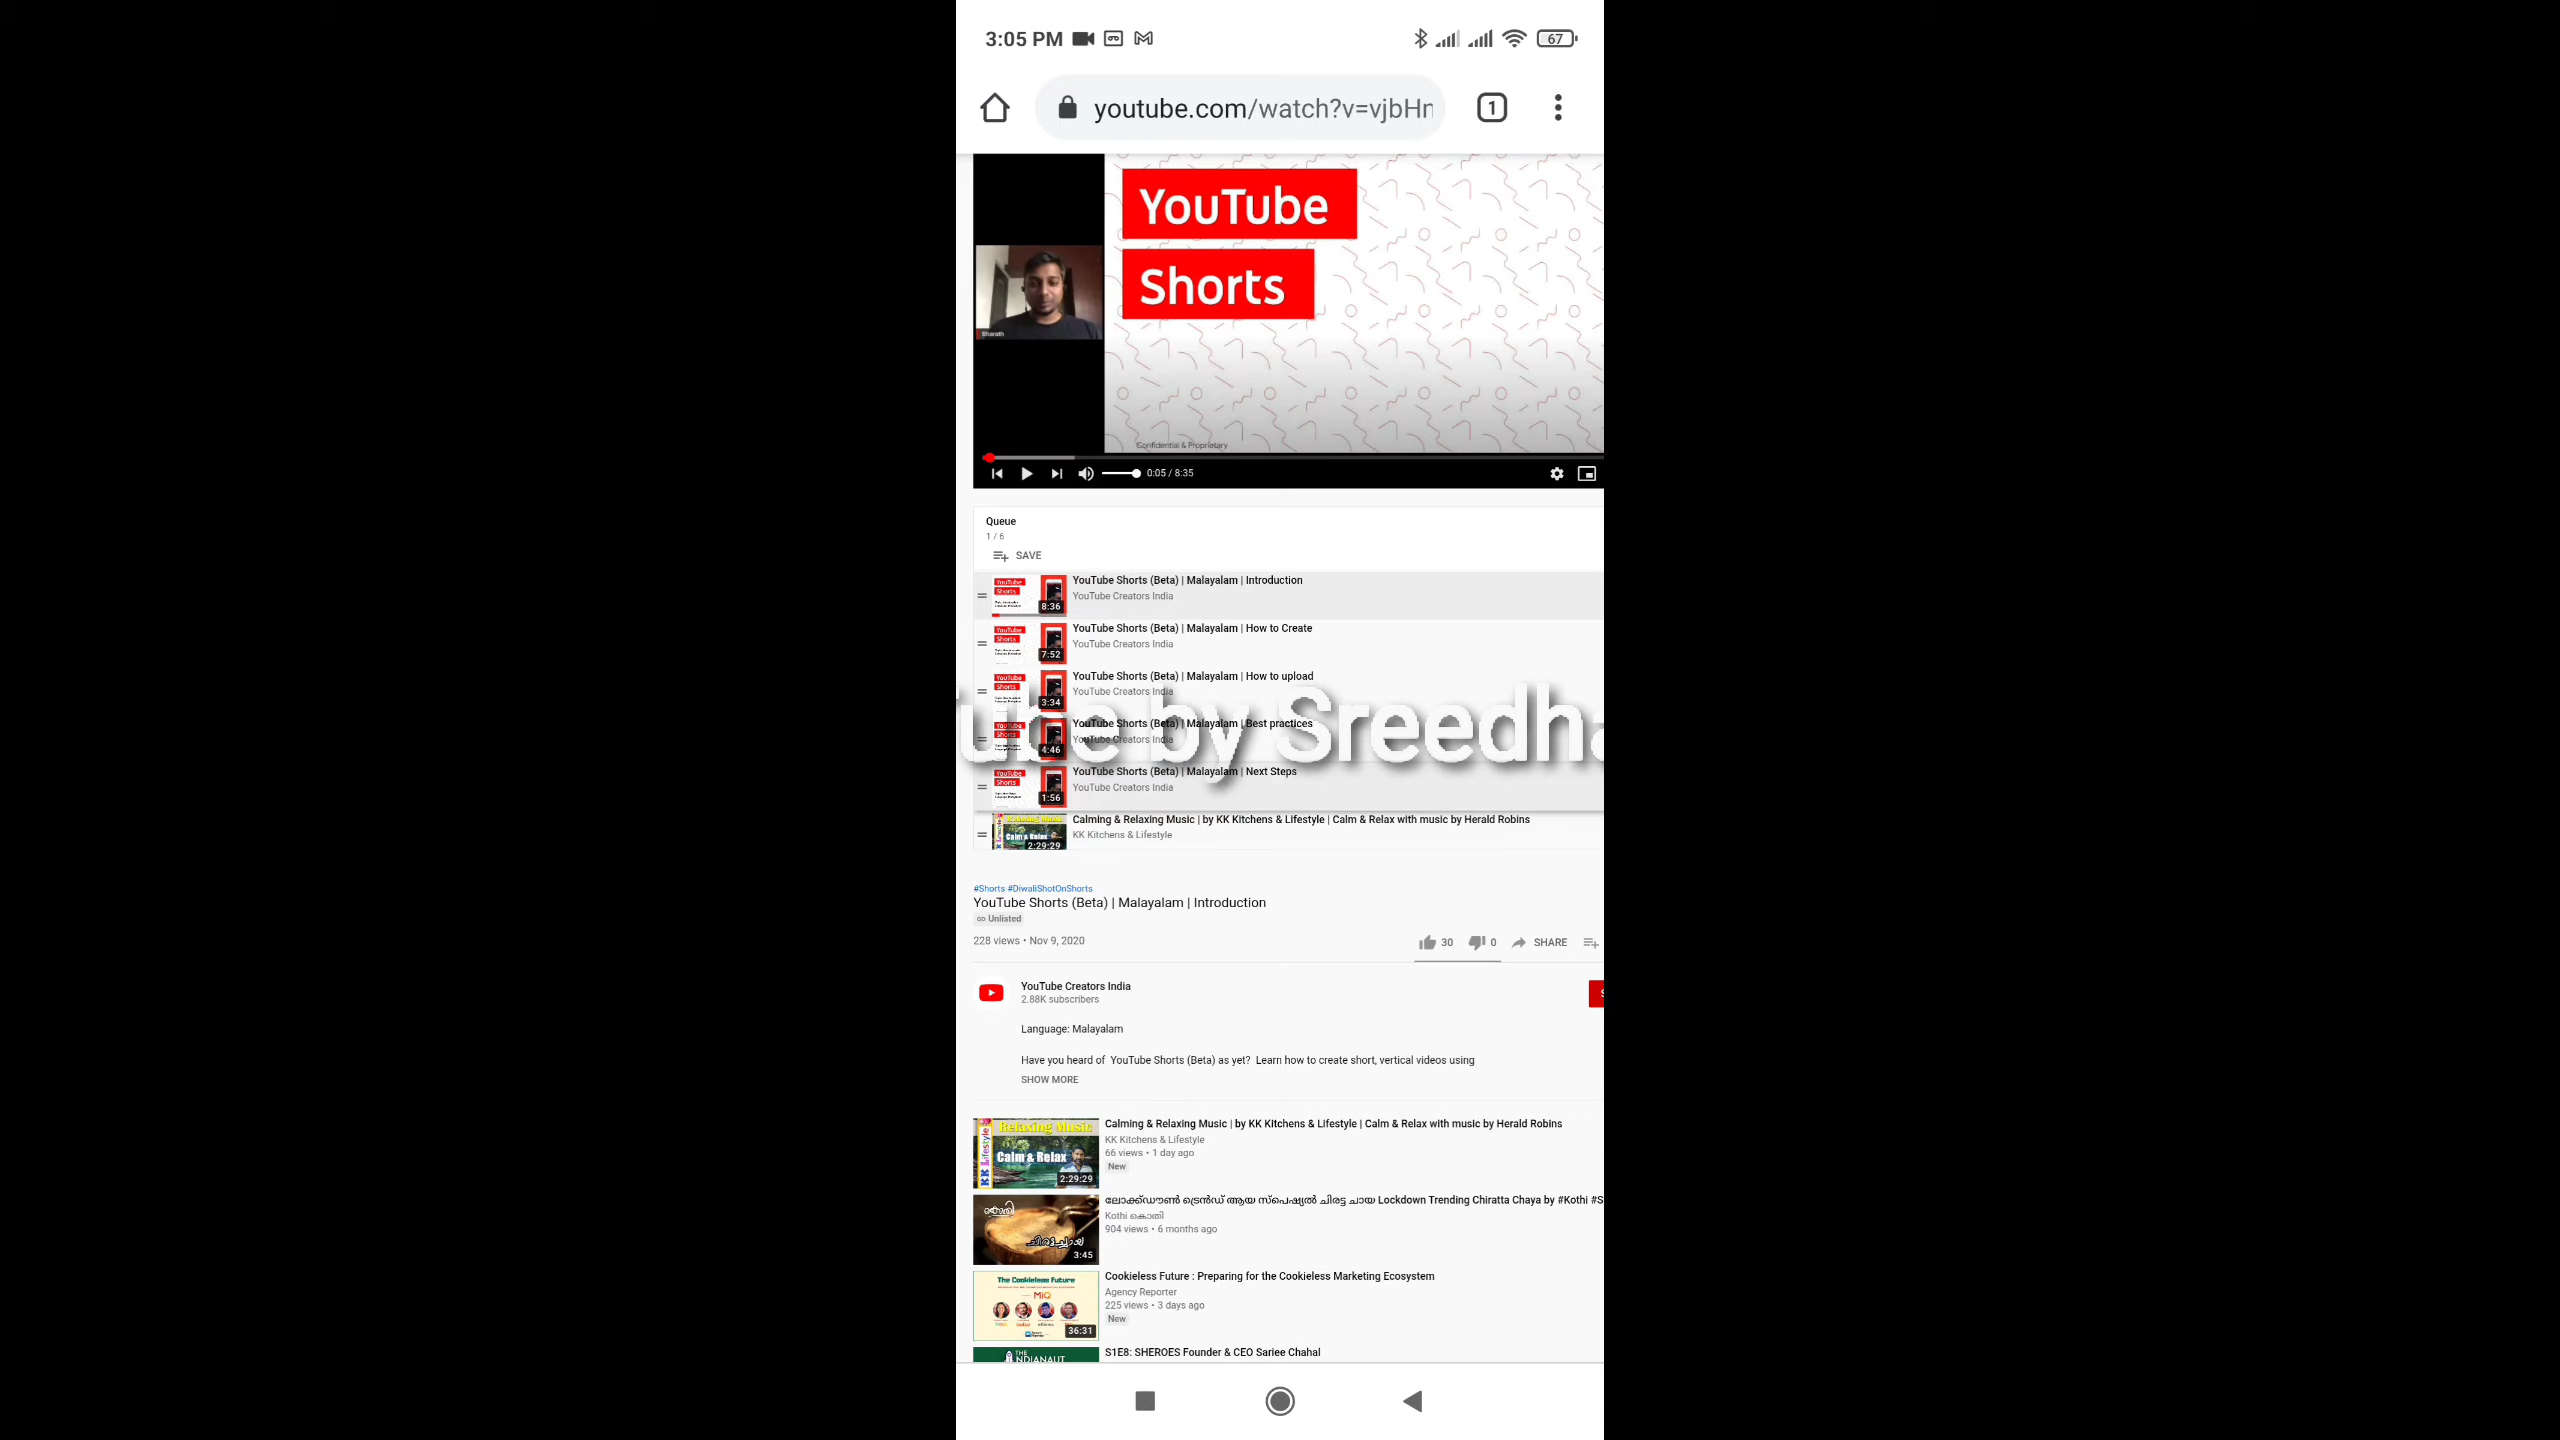 3:05 PM
67
youtube.com/watch?v=vjbHn
1
YouTube
Shorts
Bharath
Confidential & Proprietary
0:05 / 8:35
Queue
1 / 6
SAVE
YouTube Shorts (Beta) | Malayalam | Introduction
YouTube Creators India
8:36
YouTube Shorts (Beta) | Malayalam | How to Create
YouTube Creators India
7:52
YouTube Shorts (Beta) | Malayalam | How to upload
YouTube Creators India
3:34
YouTube Shorts (Beta) | Malayalam | Best practices
YouTube Creators India
4:46
Tube by Sreedha
YouTube Shorts (Beta) | Malayalam | Next Steps
YouTube Creators India
1:56
Calming & Relaxing Music | by KK Kitchens & Lifestyle | Calm & Relax with music by Herald Robins
KK Kitchens & Lifestyle
2:29:29
#Shorts #DiwaliShotOnShorts
YouTube Shorts (Beta) | Malayalam | Introduction
Unlisted
228 views • Nov 9, 2020
30 0 SHARE
YouTube Creators India
2.88K subscribers
Language: Malayalam
Have you heard of YouTube Shorts (Beta) as yet? Learn how to create short, vertical videos using
SHOW MORE
Relaxing Music
KK Lifestyle
Calm & Relax
2:29:29
Calming & Relaxing Music | by KK Kitchens & Lifestyle | Calm & Relax with music by Herald Robins
KK Kitchens & Lifestyle
66 views • 1 day ago
New
കൊതി
ചിരട്ടച്ചായ
3:45
ലോക്ക്ഡൗൺ ട്രെൻഡ് ആയ സ്പെഷ്യൽ ചിരട്ട ചായ Lockdown Trending Chiratta Chaya by #Kothi #S
Kothi കൊതി
904 views • 6 months ago
The Cookieless Future
MiQ
36:31
Cookieless Future : Preparing for the Cookieless Marketing Ecosystem
Agency Reporter
225 views • 3 days ago
New
THE
S1E8: SHEROES Founder & CEO Sariee Chahal